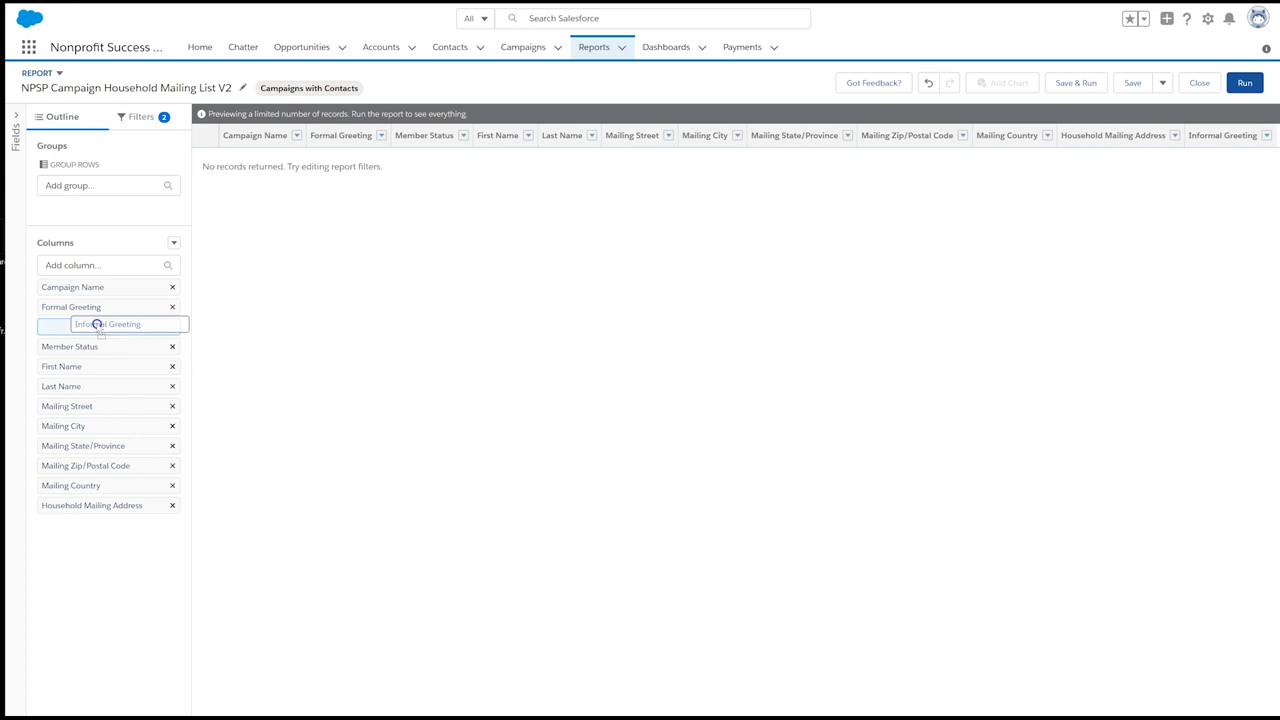 All
Search Salesforce
Nonprofit Success ...
Home
Chatter
Opportunities
Accounts
Contacts
Campaigns
Reports
Dashboards
Payments
REPORT
NPSP Campaign Household Mailing List V2
Campaigns with Contacts
Got Feedback?
Add Chart
Save & Run
Save
Close
Run
Fields
Outline
Filters 2
Previewing a limited number of records. Run the report to see everything.
Campaign Name
Formal Greeting
Member Status
First Name
Last Name
Mailing Street
Mailing City
Mailing State/Province
Mailing Zip/Postal Code
Mailing Country
Household Mailing Address
Informal Greeting
No records returned. Try editing report filters.
Groups
GROUP ROWS
Add group...
Columns
Add column...
Campaign Name
Formal Greeting
Informal Greeting
Member Status
First Name
Last Name
Mailing Street
Mailing City
Mailing State/Province
Mailing Zip/Postal Code
Mailing Country
Household Mailing Address